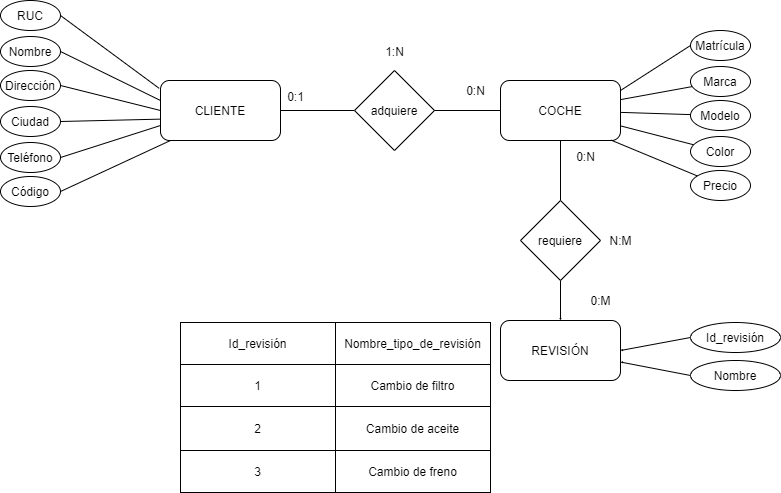 RUC
Nombre
Dirección
Ciudad
Teléfono
Código
CLIENTE
0:1
1:N
adquiere
0:N
COCHE
Matrícula
Marca
Modelo
Color
Precio
0:N
requiere
N:M
0:M
REVISIÓN
Id_revisión
Nombre
Id_revisión Nombre_tipo_de_revisión
1 Cambio de filtro
2 Cambio de aceite
3 Cambio de freno